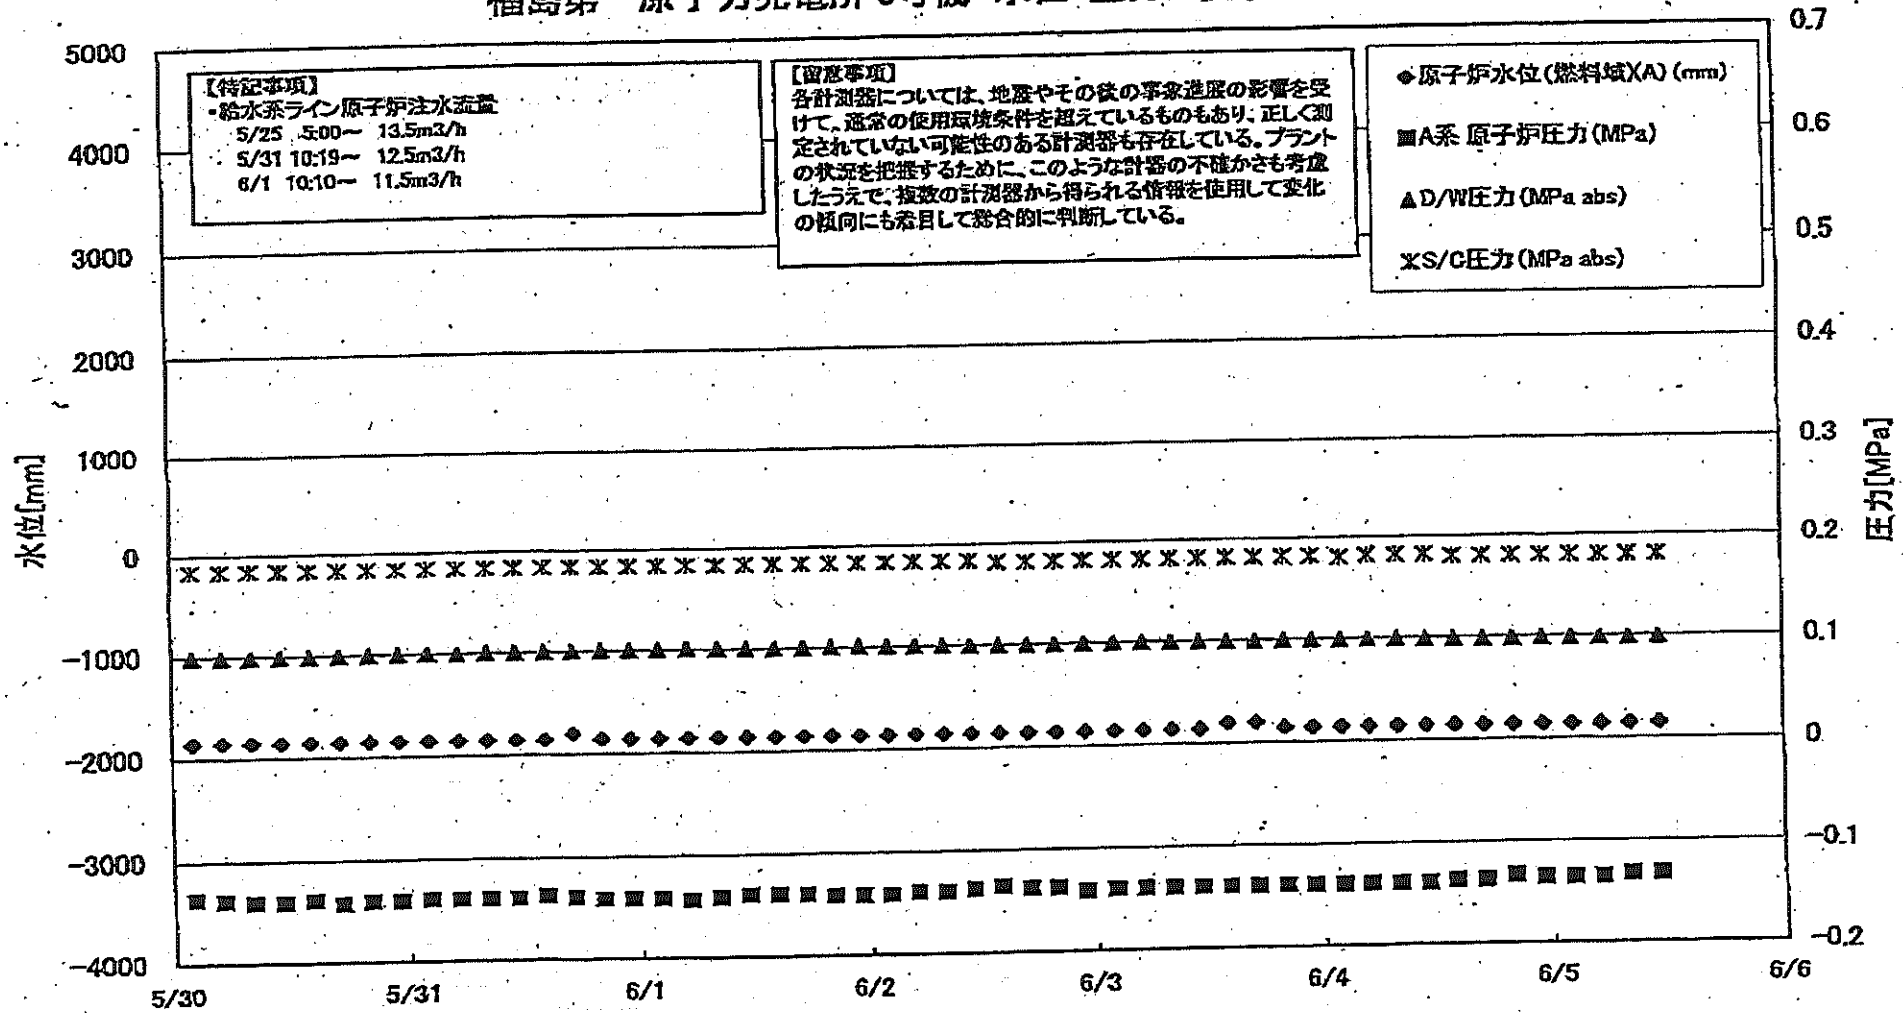 5000
4000
3000
2000
1000
0
-1000
-2000
-3000
-4000
水位[mm]
【特記事項】
・給水系ライン原子炉注水流量
5/25 5:00～ 13.5m3/h
5/31 10:19～ 12.5m3/h
6/1 10:10～ 11.5m3/h
【留意事項】
各計測器については、地震やその後の事象進展の影響を受
けて、通常の使用環境条件を超えているものもあり、正しく測
定されていない可能性のある計測器も存在している。プラント
の状況を把握するために、このような計器の不確かさも考慮
したうえで、複数の計測器から得られる情報を使用して変化
の傾向にも着目して総合的に判断している。
◆原子炉水位(燃料域)(A)(mm)
■A系 原子炉圧力(MPa)
▲D/W圧力(MPa abs)
S/C圧力(MPa abs)
0.7
0.6
0.5
0.4
0.3
0.2
0.1
0
-0.1
-0.2
圧力[MPa]
5/30 5/31 6/1 6/2 6/3 6/4 6/5 6/6